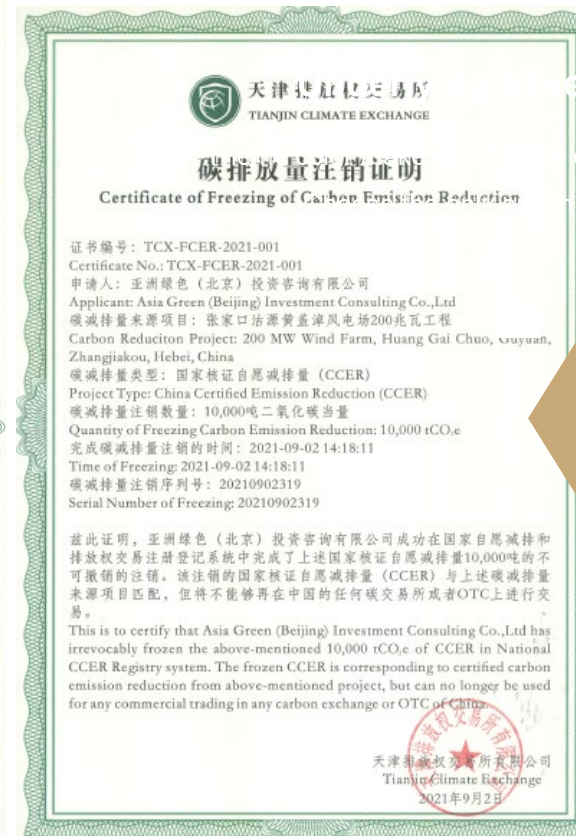 天津排放权交易所
TIANJIN CLIMATE EXCHANGE
碳排放量注销证明
Certificate of Freezing of Carbon Emission Reduction
证书编号：TCX-FCER-2021-001
Certificate No.: TCX-FCER-2021-001
申请人：亚洲绿色（北京）投资咨询有限公司
Applicant: Asia Green (Beijing) Investment Consulting Co.,Ltd
碳减排量来源项目：张家口沽源黄盖淖风电场200兆瓦工程
Carbon Reduciton Project: 200 MW Wind Farm, Huang Gai Chuo, Guyuan,
Zhangjiakou, Hebei, China
碳减排量类型：国家核证自愿减排量（CCER）
Project Type: China Certified Emission Reduction (CCER)
碳减排量注销数量：10,000吨二氧化碳当量
Quantity of Freezing Carbon Emission Reduction: 10,000 tCO₂e
完成碳减排量注销的时间：2021-09-02 14:18:11
Time of Freezing: 2021-09-02 14:18:11
碳减排量注销序列号：20210902319
Serial Number of Freezing: 20210902319
兹此证明，亚洲绿色（北京）投资咨询有限公司成功在国家自愿减排和
排放权交易注册登记系统中完成了上述国家核证自愿减排量10,000吨的不
可撤销的注销。该注销的国家核证自愿减排量（CCER）与上述碳减排量
来源项目匹配，但将不能够再在中国的任何碳交易所或者OTC上进行交
易。
This is to certify that Asia Green (Beijing) Investment Consulting Co.,Ltd has
irrevocably frozen the above-mentioned 10,000 tCO₂e of CCER in National
CCER Registry system. The frozen CCER is corresponding to certified carbon
emission reduction from above-mentioned project, but can no longer be used
for any commercial trading in any carbon exchange or OTC of China.
天津排放权交易所有限公司
Tianjin Climate Exchange
2021年9月2日